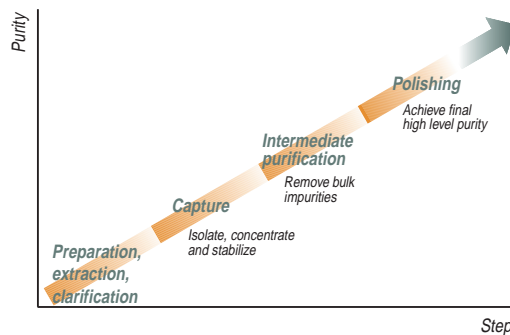 Purity
Polishing
Achieve final
high level purity
Intermediate
purification
Remove bulk
impurities
Capture
Isolate, concentrate
and stabilize
Preparation,
extraction,
clarification
Step